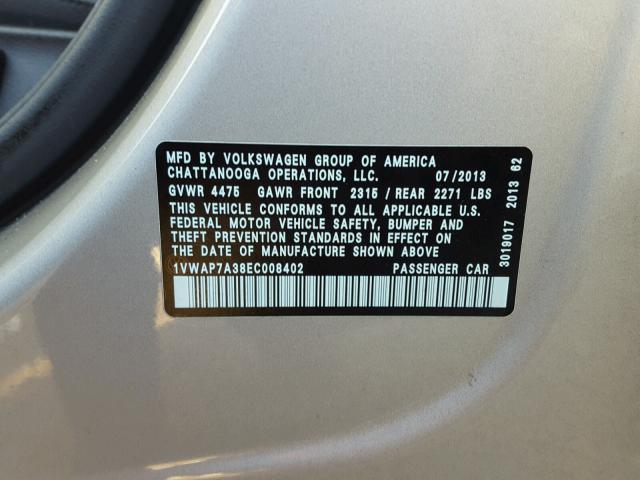 MFD BY VOLKSWAGEN GROUP OF AMERICA
CHATTANOOGA OPERATIONS, LLC. 07/2013
GVWR 4475 GAWR FRONT 2315 / REAR 2271 LBS
THIS VEHICLE CONFORMS TO ALL APPLICABLE U.S.
FEDERAL MOTOR VEHICLE SAFETY, BUMPER AND
THEFT PREVENTION STANDARDS IN EFFECT ON
THE DATE OF MANUFACTURE SHOWN ABOVE
1VWAP7A38EC008402 PASSENGER CAR
3019017 2013 62